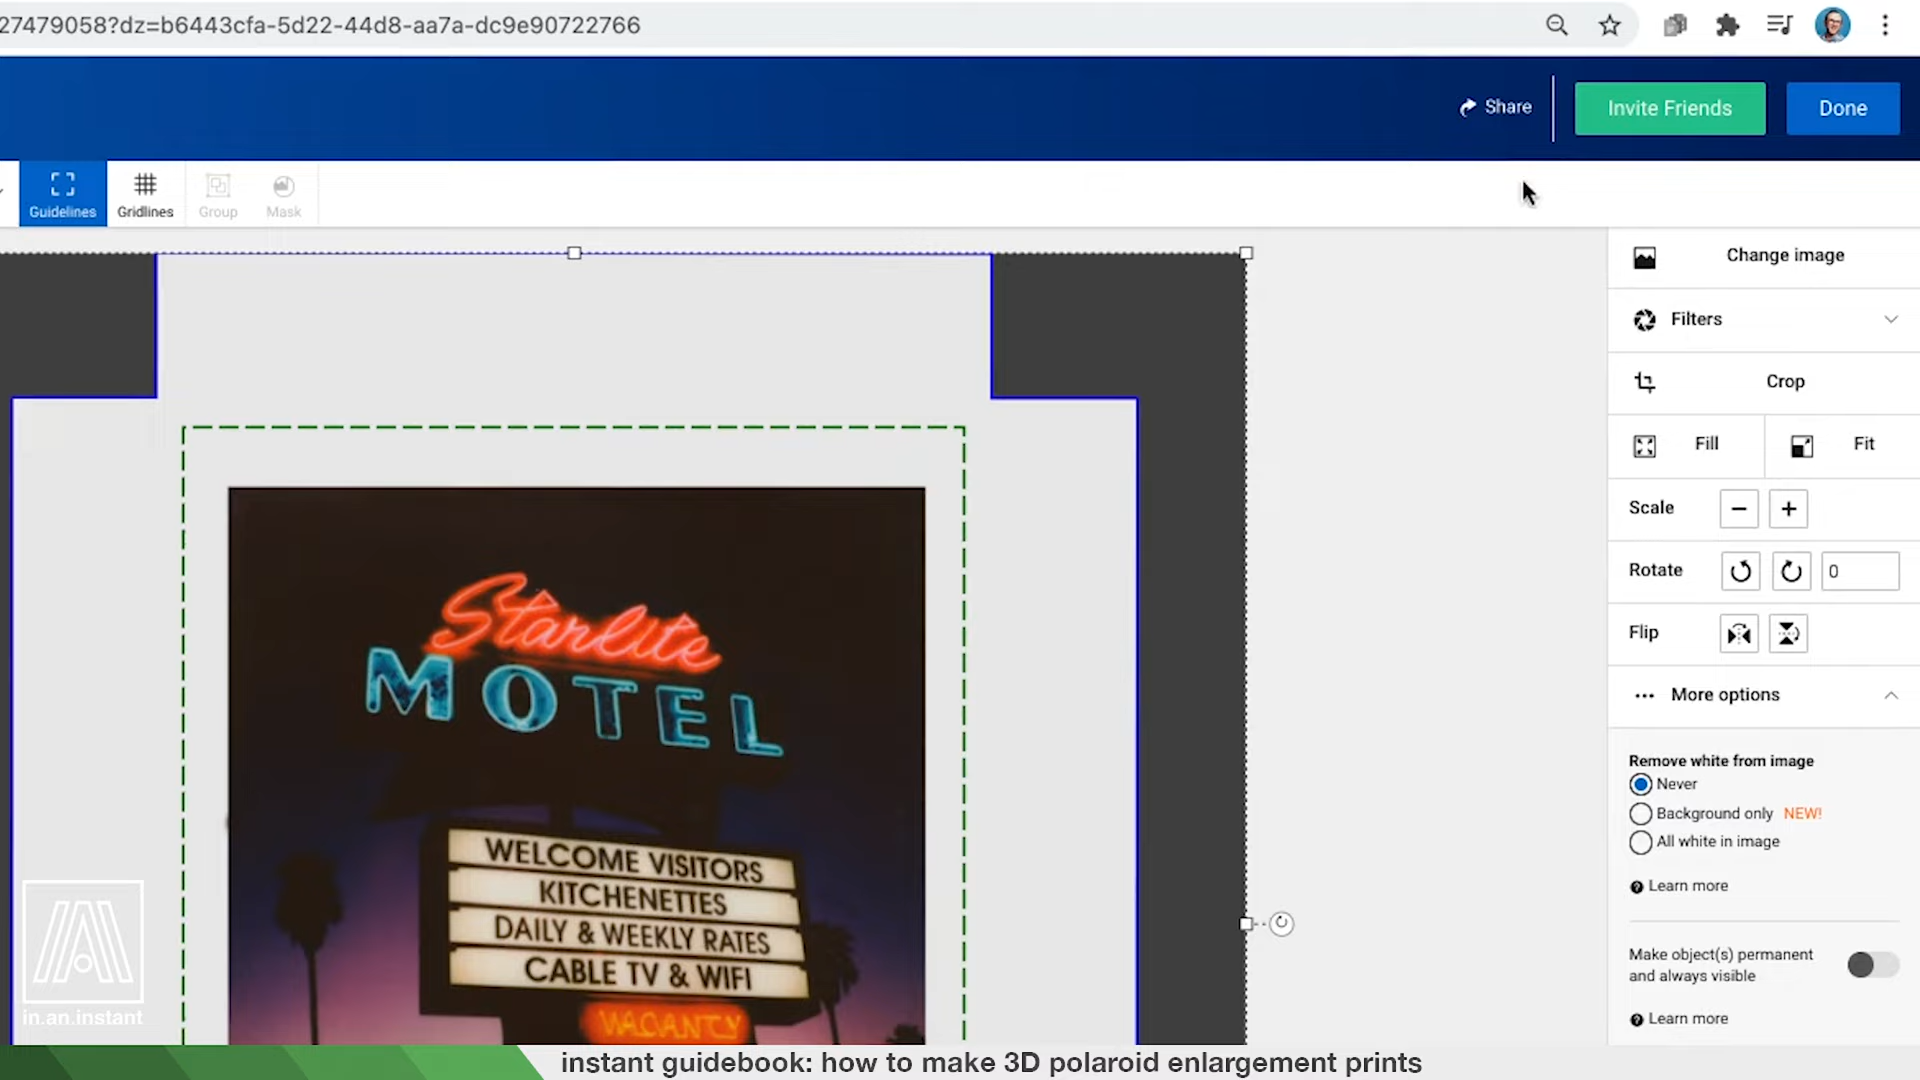 27479058?dz=b6443cfa-5d22-44d8-aa7a-dc9e90722766
Share
Invite Friends
Done
Guidelines
Gridlines
Group
Mask
Change image
Filters
Crop
Fill
Fit
Scale
Rotate
0
Flip
More options
Remove white from image
Never
Background only NEW!
All white in image
Learn more
Make object(s) permanent
and always visible
Learn more
Starlite
MOTEL
WELCOME VISITORS
KITCHENETTES
DAILY & WEEKLY RATES
CABLE TV & WIFI
VACANCY
in.an.instant
instant guidebook: how to make 3D polaroid enlargement prints